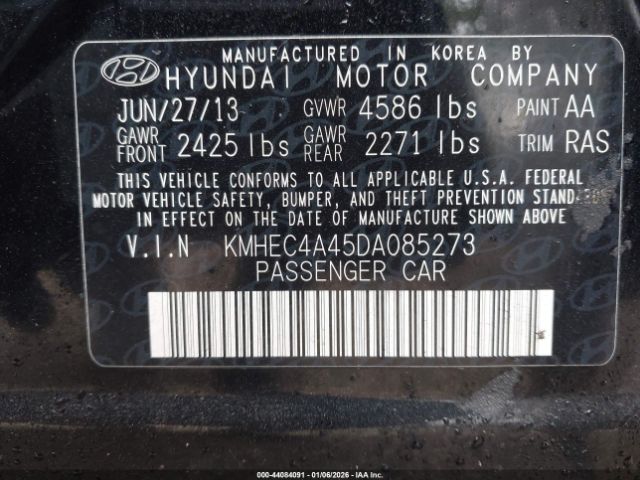 MANUFACTURED IN KOREA BY
HYUNDAI MOTOR COMPANY
JUN/27/13 GVWR 4586 lbs PAINT AA
GAWR FRONT 2425 lbs GAWR REAR 2271 lbs TRIM RAS
THIS VEHICLE CONFORMS TO ALL APPLICABLE U.S.A. FEDERAL
MOTOR VEHICLE SAFETY, BUMPER, AND THEFT PREVENTION STANDARDS
IN EFFECT ON THE DATE OF MANUFACTURE SHOWN ABOVE
V.I.N KMHEC4A45DA085273
PASSENGER CAR
000-44084091 - 01/06/2026 - IAA Inc.